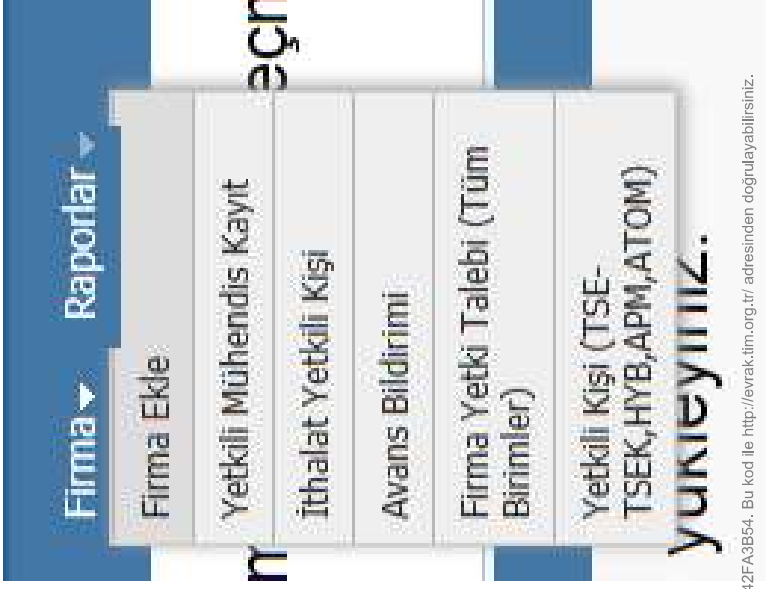 Firma Raporlar
eçn
Firma Ekle
Yetkili Mühendis Kayıt
İthalat Yetkili Kişi
Avans Bildirimi
Firma Yetki Talebi (Tüm
Birimler)
Yetkili Kişi (TSE-
TSEK,HYB,APM,ATOM)
yükleyiniz.
42FA3B54. Bu kod ile http://evrak.tim.org.tr/ adresinden doğrulayabilirsiniz.